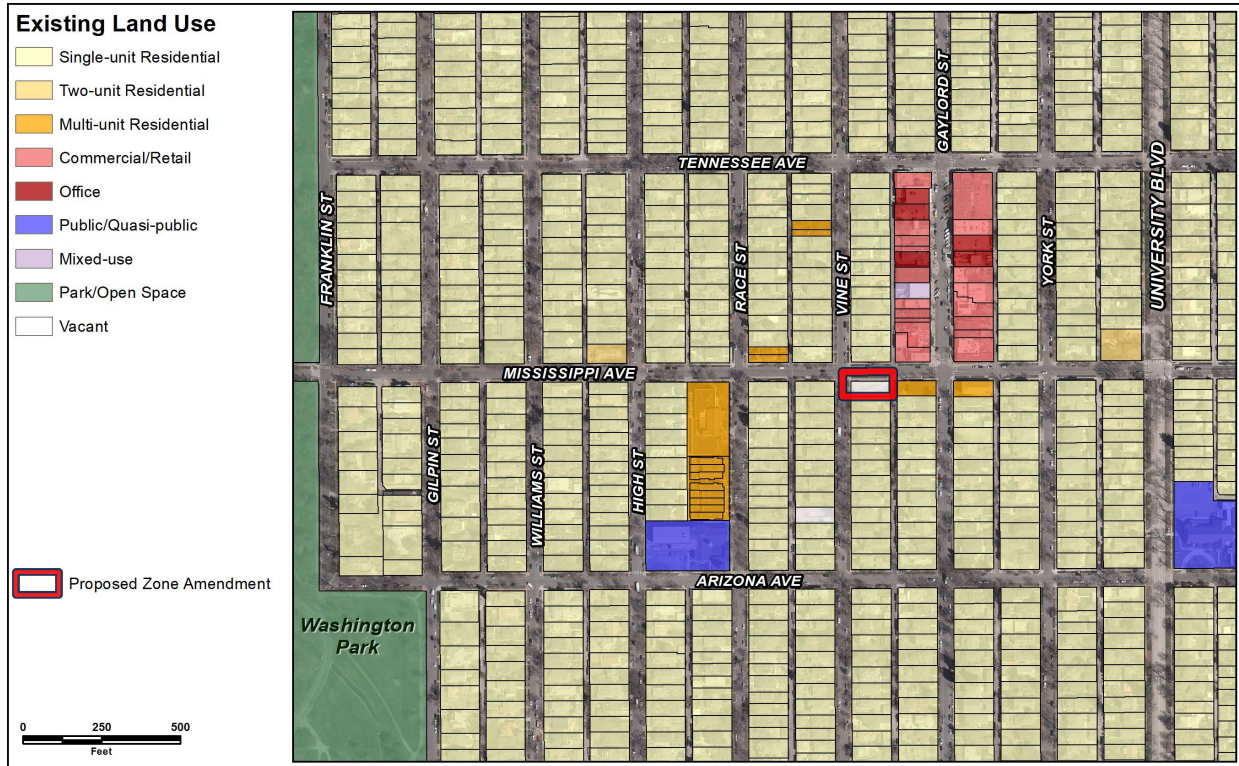 Existing Land Use
Single-unit Residential
Two-unit Residential
Multi-unit Residential
Commercial/Retail
Office
Public/Quasi-public
Mixed-use
Park/Open Space
Vacant
Proposed Zone Amendment
0 250 500
Feet
GAYLORD ST
TENNESSEE AVE
FRANKLIN ST
RACE ST
VINE ST
YORK ST
UNIVERSITY BLVD
MISSISSIPPI AVE
GILPIN ST
WILLIAMS ST
HIGH ST
ARIZONA AVE
Washington
Park